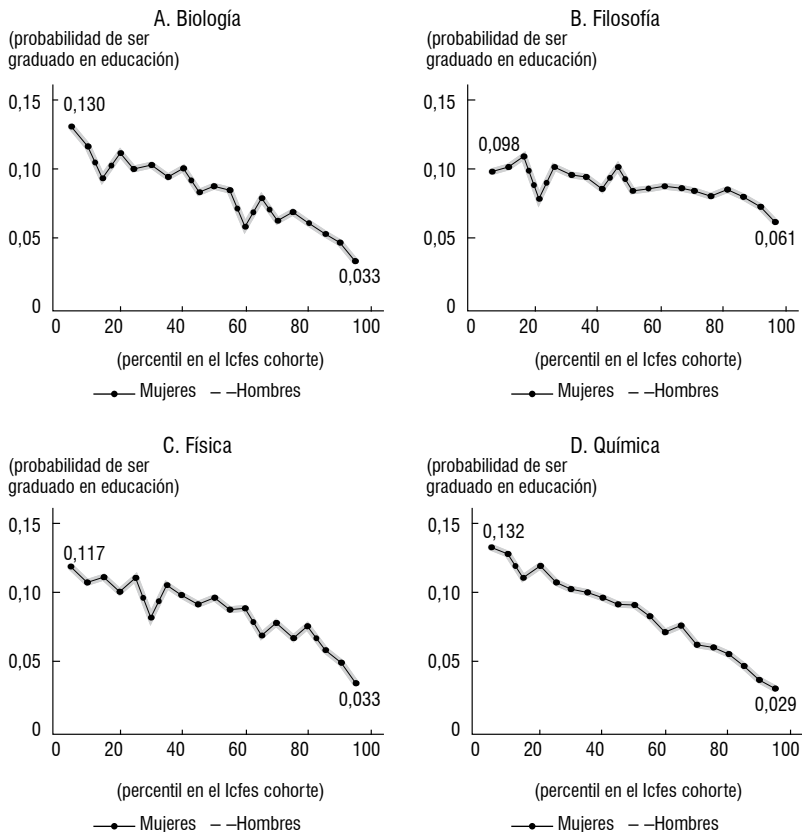 A. Biología
(probabilidad de ser
graduado en educación)
0,15
0,130
0,10
0,05
0,033
0
0 20 40 60 80 100
(percentil en el Icfes cohorte)
Mujeres – –Hombres
B. Filosofía
(probabilidad de ser
graduado en educación)
0,15
0,098
0,10
0,05
0,061
0
0 20 40 60 80 100
(percentil en el Icfes cohorte)
Mujeres – –Hombres
C. Física
(probabilidad de ser
graduado en educación)
0,15
0,117
0,10
0,05
0,033
0
0 20 40 60 80 100
(percentil en el Icfes cohorte)
Mujeres – –Hombres
D. Química
(probabilidad de ser
graduado en educación)
0,15
0,132
0,10
0,05
0,029
0
0 20 40 60 80 100
(percentil en el Icfes cohorte)
Mujeres – –Hombres